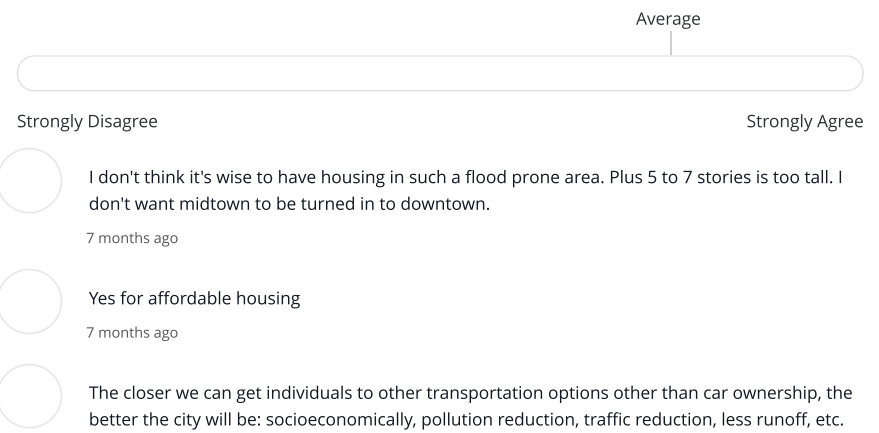 Average
Strongly Disagree
Strongly Agree
I don't think it's wise to have housing in such a flood prone area. Plus 5 to 7 stories is too tall. I
don't want midtown to be turned in to downtown.
7 months ago
Yes for affordable housing
7 months ago
The closer we can get individuals to other transportation options other than car ownership, the
better the city will be: socioeconomically, pollution reduction, traffic reduction, less runoff, etc.